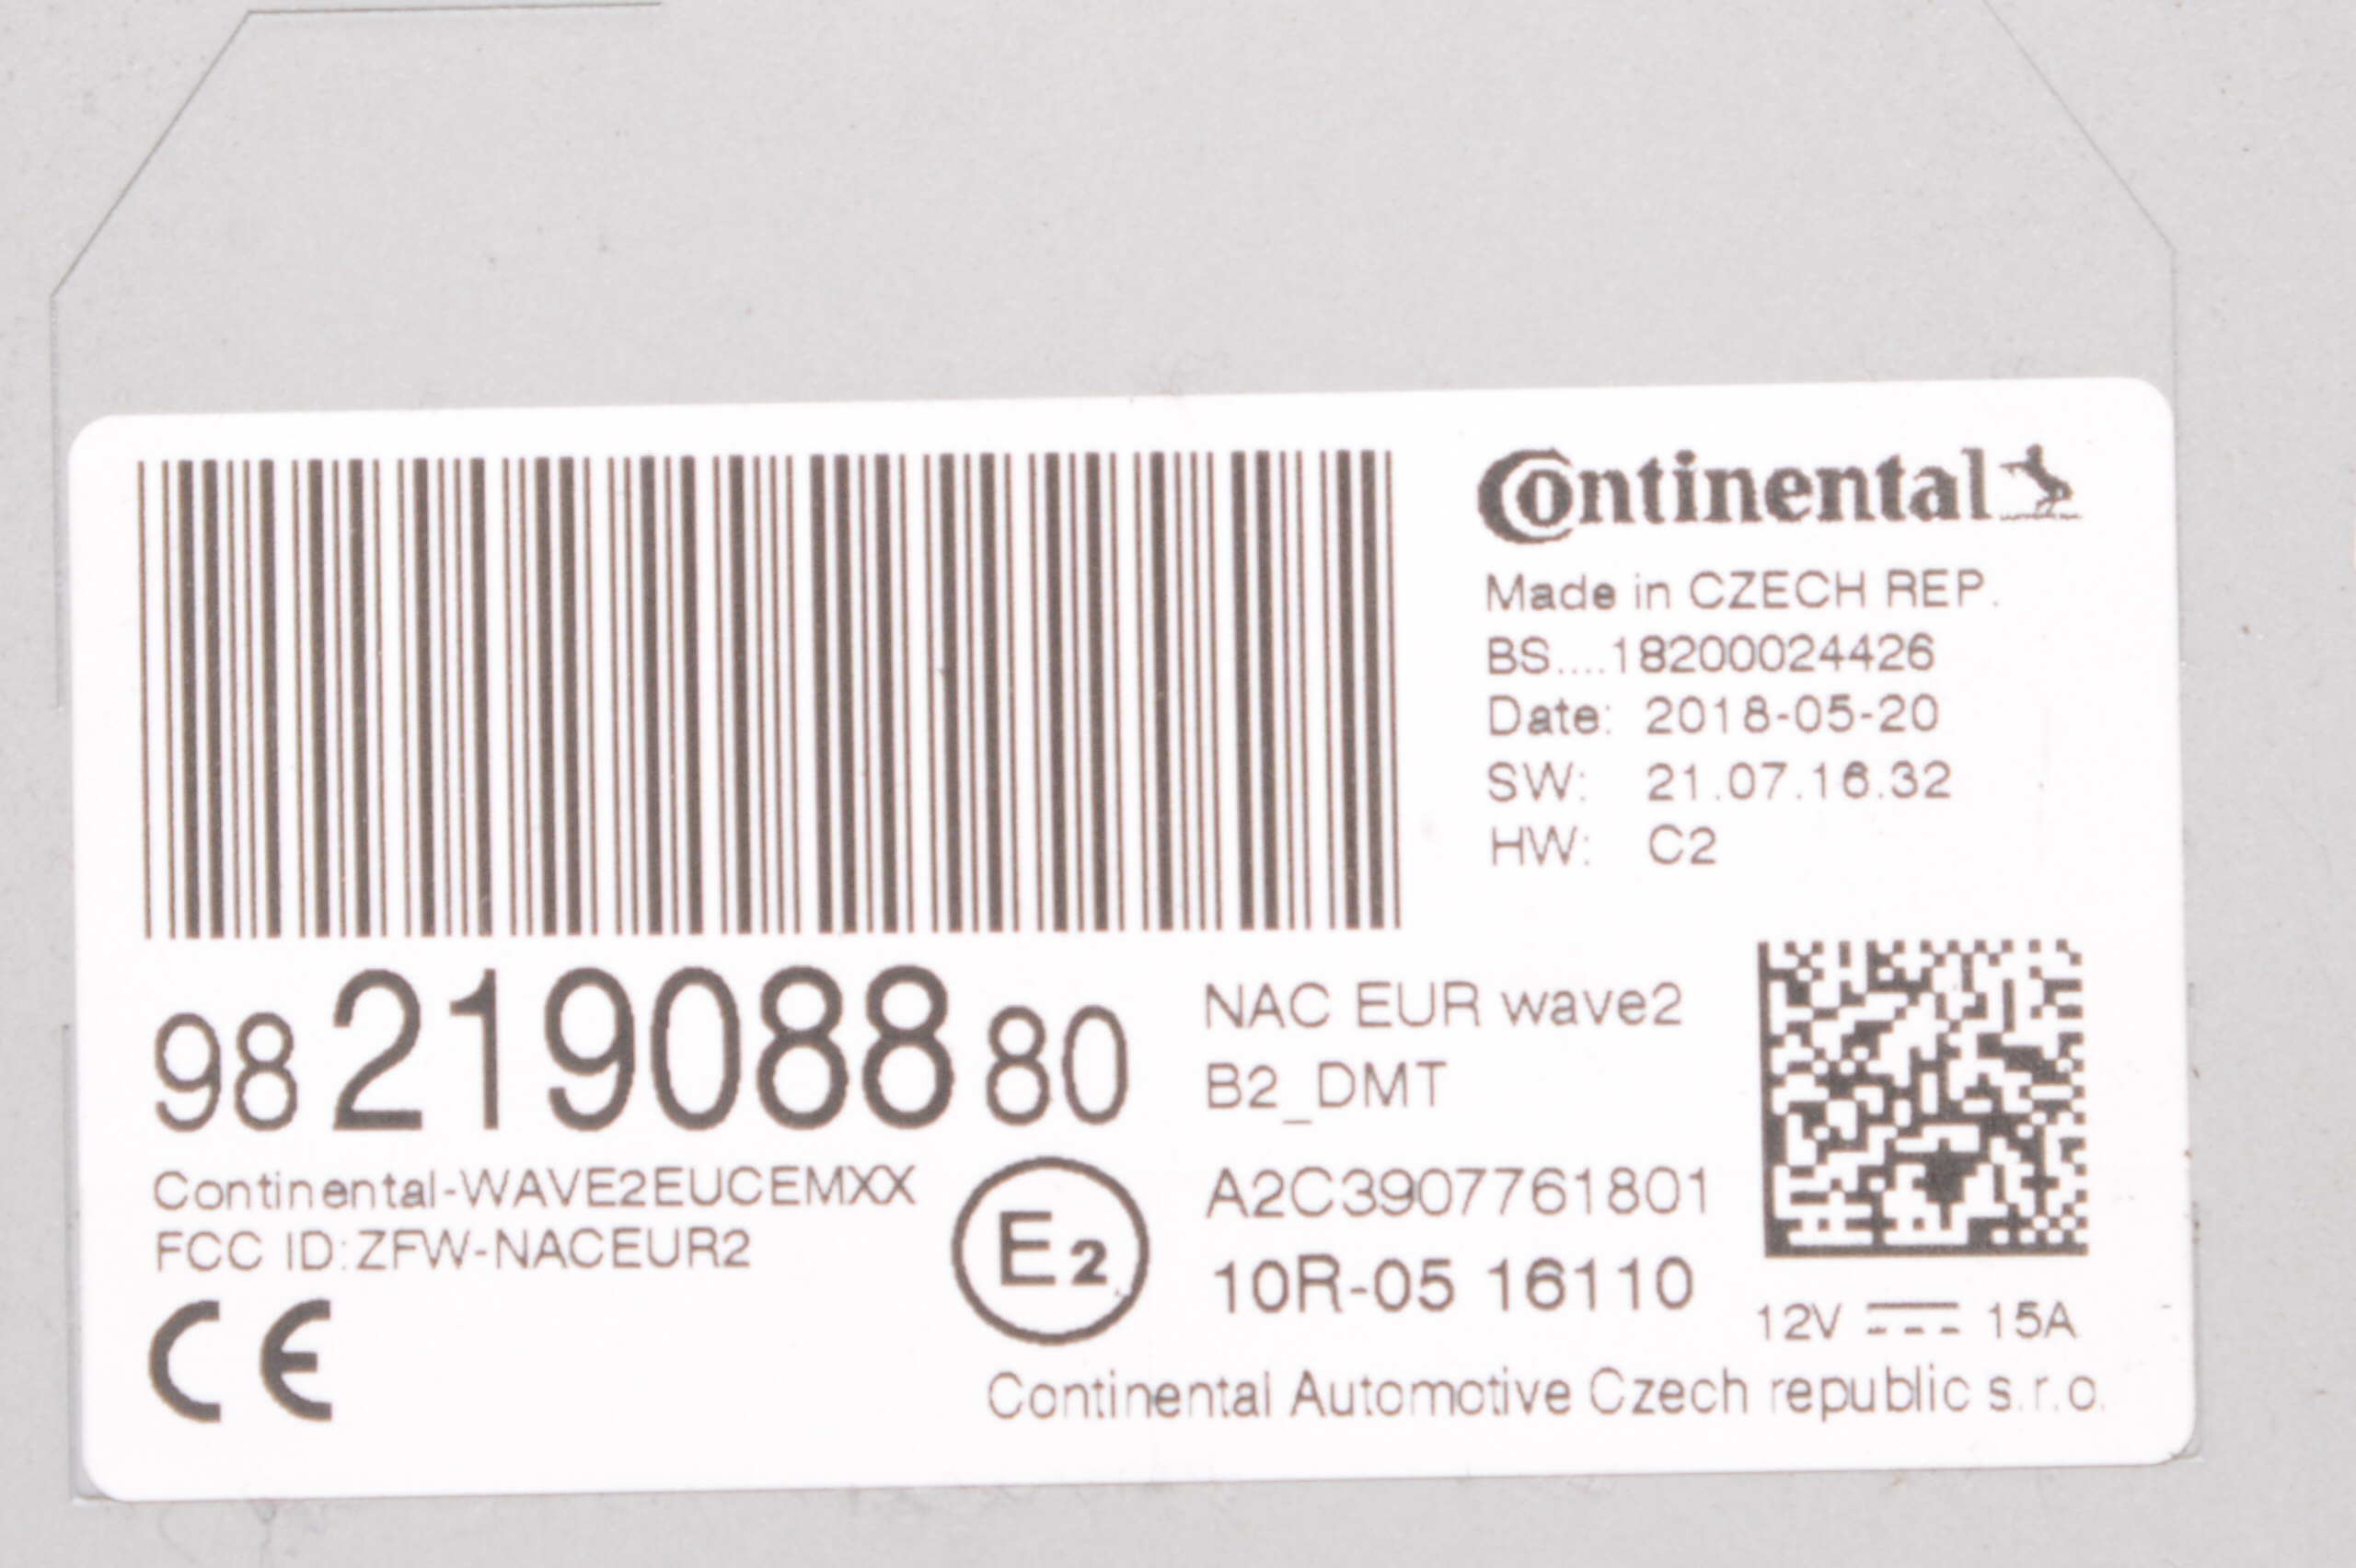 Continental
Made in CZECH REP.
BS....18200024426
Date: 2018-05-20
SW: 21.07.16.32
HW: C2
98 219088 80
NAC EUR wave2
B2_DMT
Continental-WAVE2EUCEMXX
FCC ID:ZFW-NACEUR2
CE
E2
A2C3907761801
10R-05 16110
12V 15A
Continental Automotive Czech republic s.r.o.